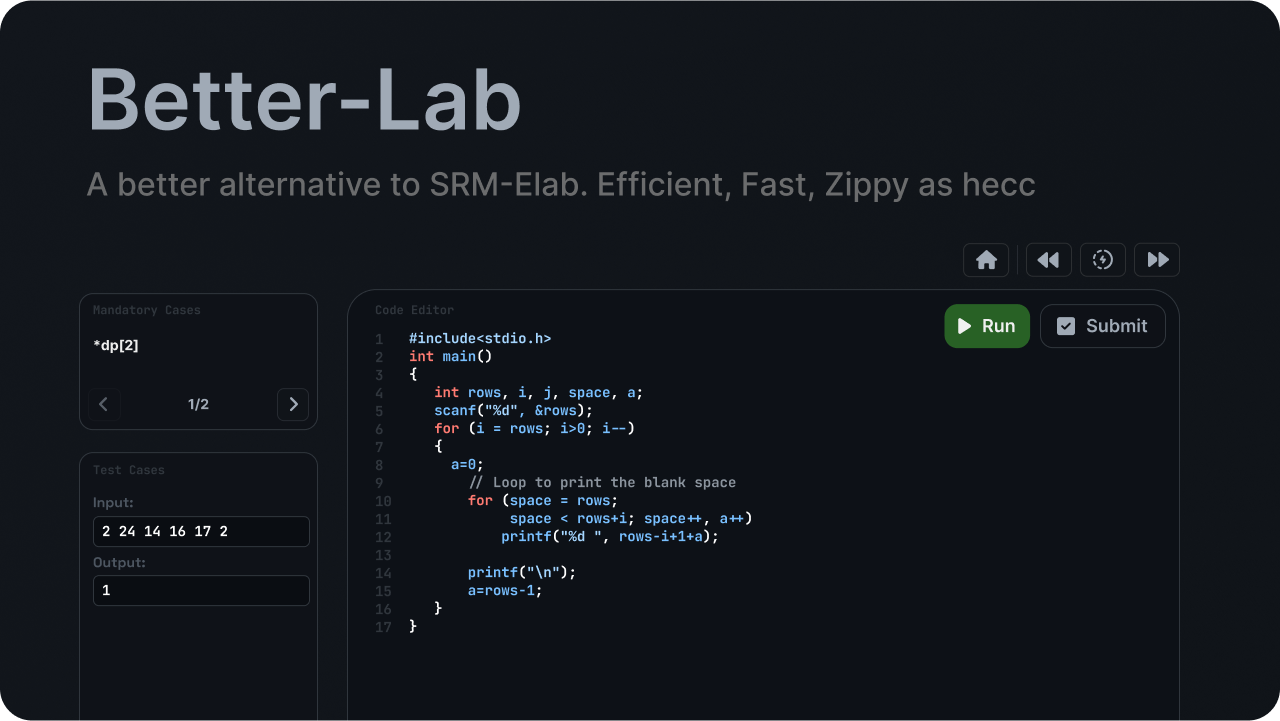 Better-Lab
A better alternative to SRM-Elab. Efficient, Fast, Zippy as hecc
Mandatory Cases
*dp[2]
1/2
Test Cases
Input:
2 24 14 16 17 2
Output:
1
Code Editor
Run
Submit
1 #include<stdio.h>
2 int main()
3 {
4 int rows, i, j, space, a;
5 scanf("%d", &rows);
6 for (i = rows; i>0; i--)
7 {
8 a=0;
9 // Loop to print the blank space
10 for (space = rows;
11 space < rows+i; space++, a++)
12 printf("%d ", rows-i+1+a);
13
14 printf("\n");
15 a=rows-1;
16 }
17 }